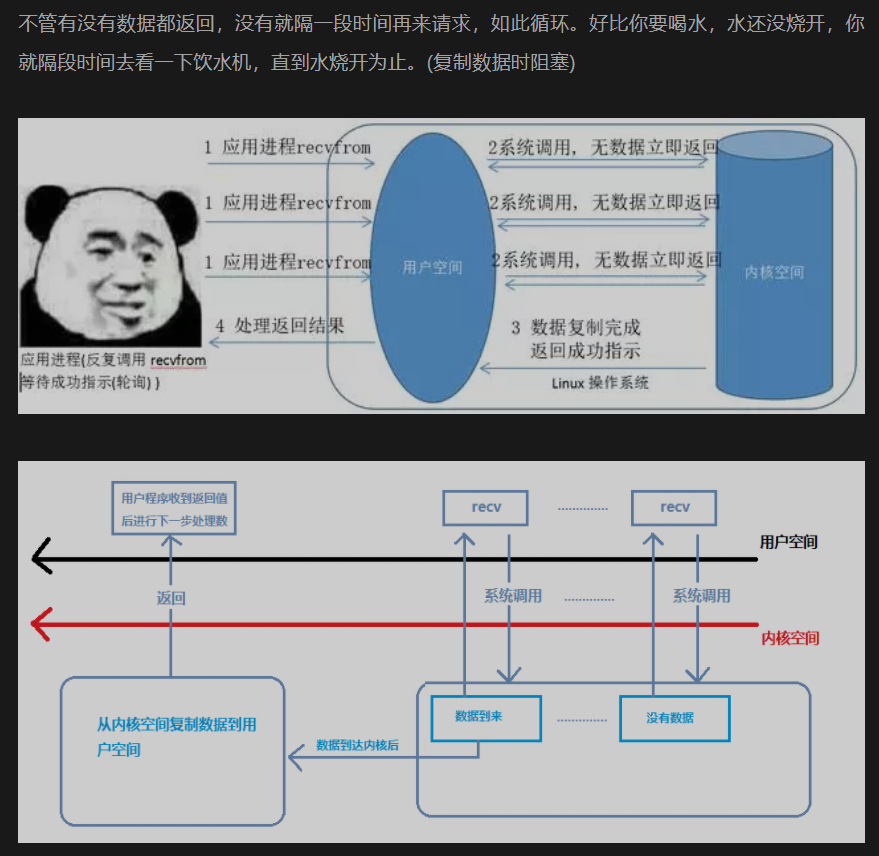 不管有没有数据都返回，没有就隔一段时间再来请求，如此循环。好比你要喝水，水还没烧开，你
就隔段时间去看一下饮水机，直到水烧开为止。(复制数据时阻塞)
1 应用进程recvfrom
2系统调用，无数据立即返回
1 应用进程recvfrom
2系统调用，无数据立即返回
1 应用进程recvfrom
2系统调用，无数据立即返回
用户空间
内核空间
4 处理返回结果
3 数据复制完成
返回成功指示
应用进程(反复调用 recvfrom
等待成功指示(轮询) )
Linux 操作系统
用户程序收到返回值
后进行下一步处理数
recv
recv
用户空间
返回
系统调用
系统调用
内核空间
从内核空间复制数据到用
户空间
数据到达内核后
数据到来
没有数据